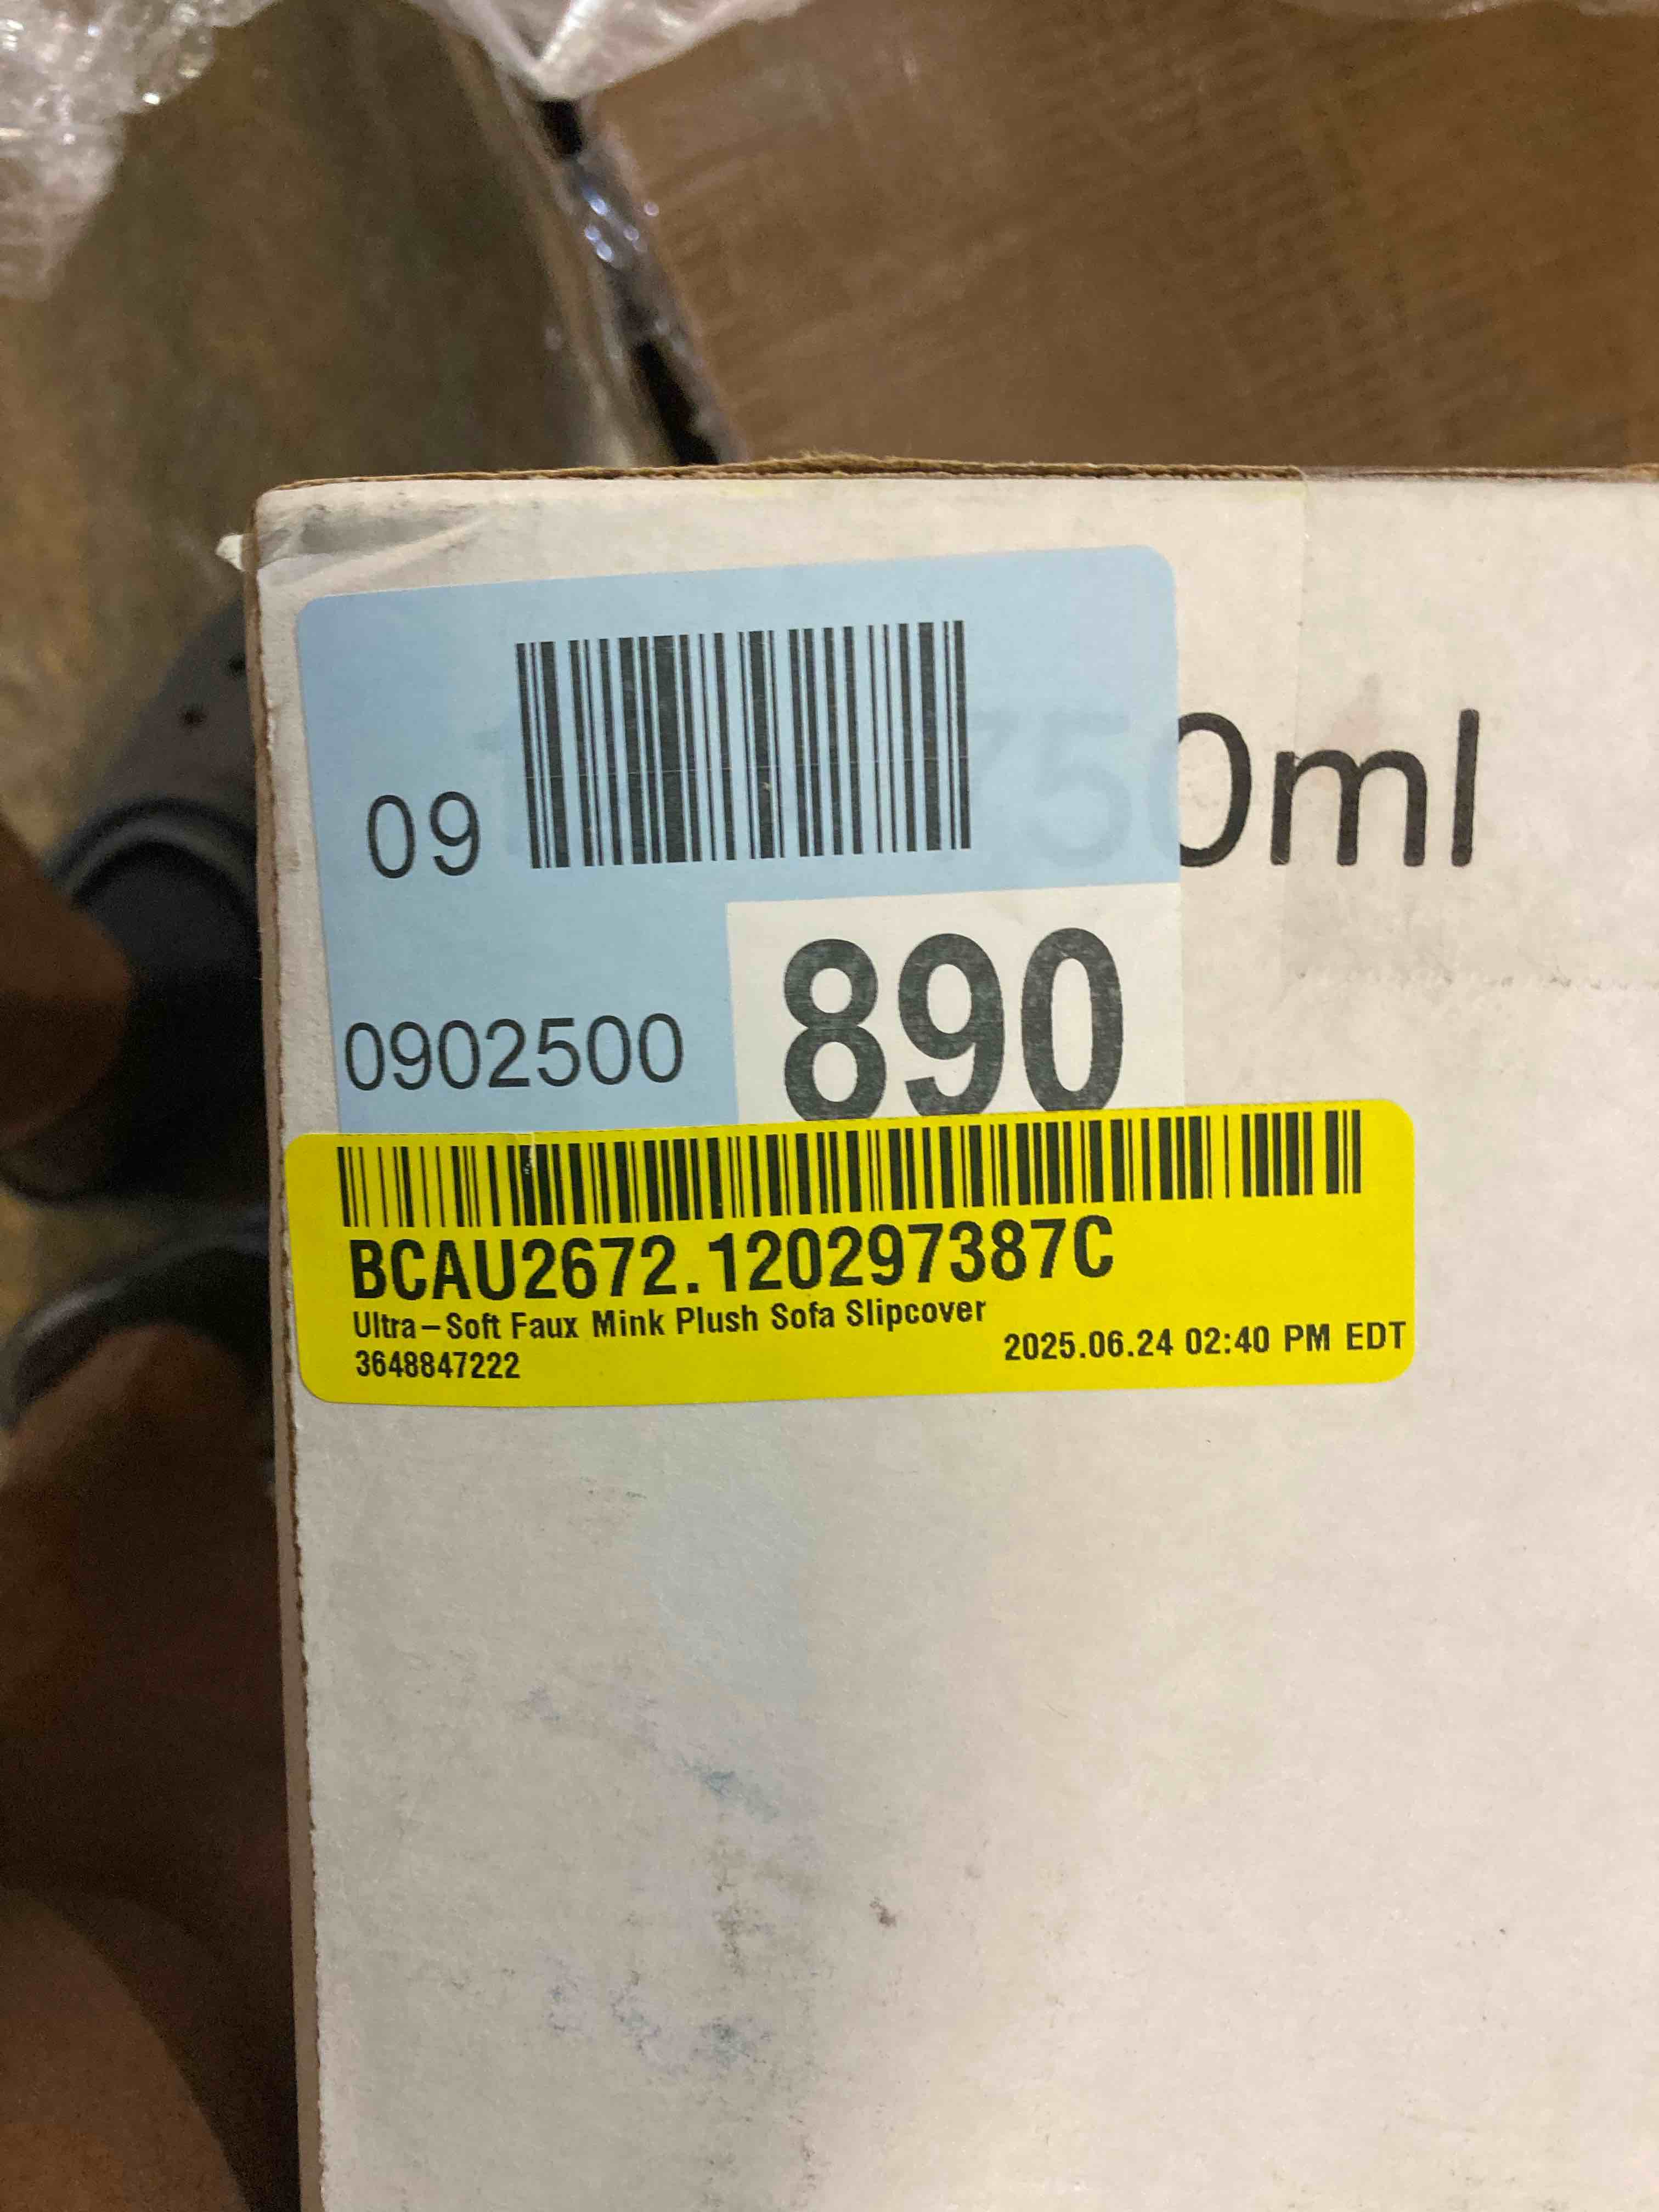 09
750ml
0902500
890
BCAU2672.120297387C
Ultra-Soft Faux Mink Plush Sofa Slipcover
3648847222
2025.06.24 02:40 PM EDT